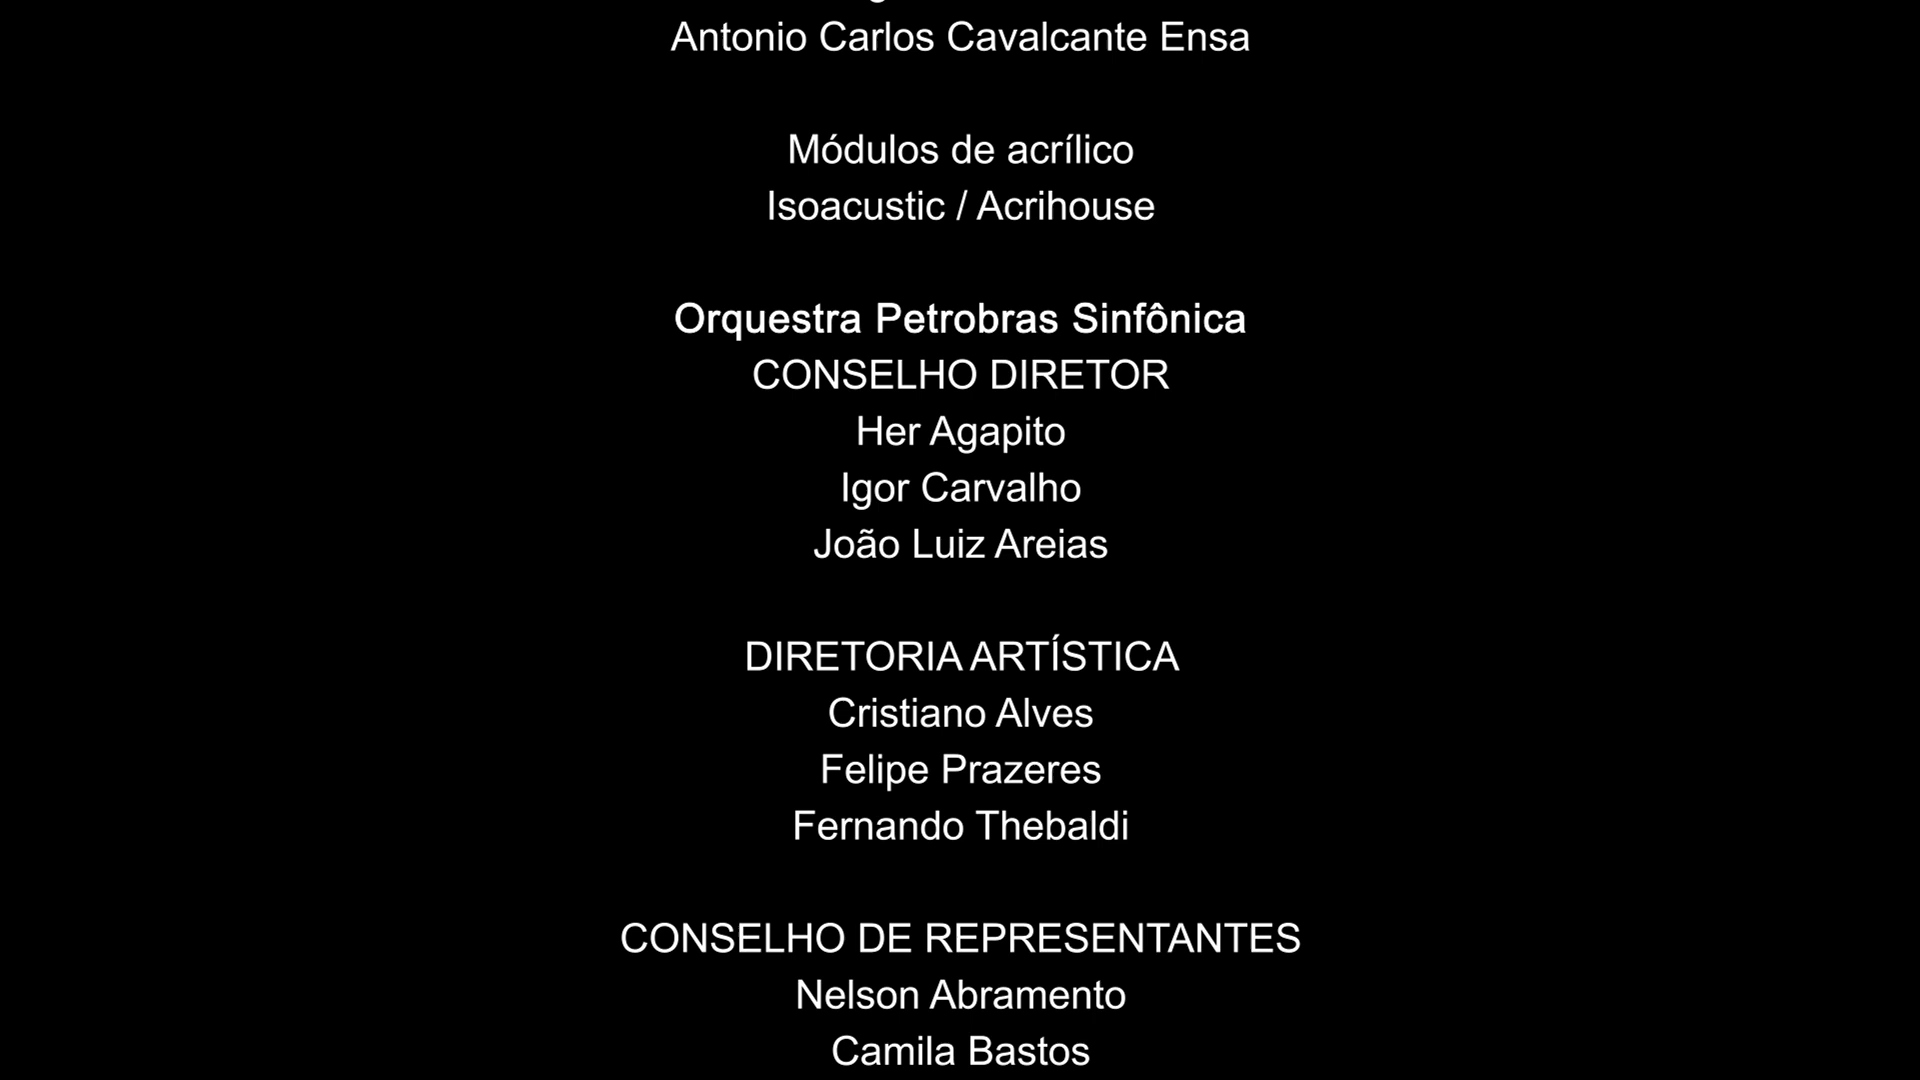 Antonio Carlos Cavalcante Ensa
Módulos de acrílico
Isoacustic / Acrihouse
Orquestra Petrobras Sinfônica
CONSELHO DIRETOR
Her Agapito
Igor Carvalho
João Luiz Areias
DIRETORIA ARTÍSTICA
Cristiano Alves
Felipe Prazeres
Fernando Thebaldi
CONSELHO DE REPRESENTANTES
Nelson Abramento
Camila Bastos